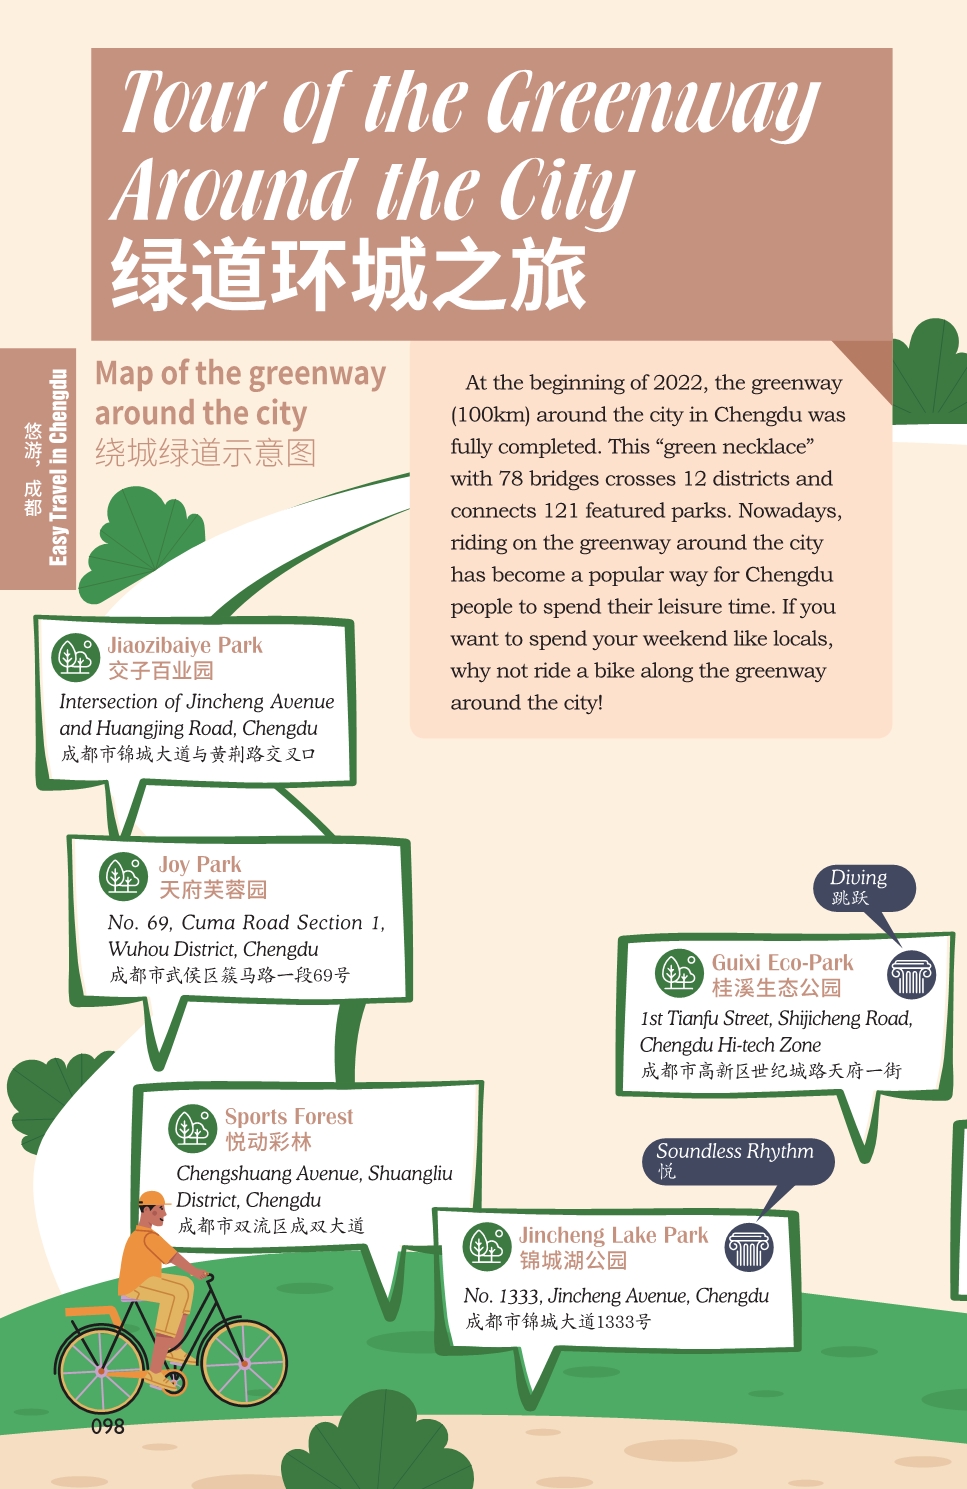 Tour of the Greenway
Around the City
绿道环城之旅
悠游，成都
Easy Travel in Chengdu
Map of the greenway
around the city
绕城绿道示意图
At the beginning of 2022, the greenway
(100km) around the city in Chengdu was
fully completed. This “green necklace”
with 78 bridges crosses 12 districts and
connects 121 featured parks. Nowadays,
riding on the greenway around the city
has become a popular way for Chengdu
people to spend their leisure time. If you
want to spend your weekend like locals,
why not ride a bike along the greenway
around the city!
Jiaozibaiye Park
交子百业园
Intersection of Jincheng Avenue
and Huangjing Road, Chengdu
成都市锦城大道与黄荆路交叉口
Joy Park
天府芙蓉园
No. 69, Cuma Road Section 1,
Wuhou District, Chengdu
成都市武侯区簇马路一段69号
Diving
跳跃
Guixi Eco-Park
桂溪生态公园
1st Tianfu Street, Shijicheng Road,
Chengdu Hi-tech Zone
成都市高新区世纪城路天府一街
Sports Forest
悦动彩林
Chengshuang Avenue, Shuangliu
District, Chengdu
成都市双流区成双大道
Soundless Rhythm
悦
Jincheng Lake Park
锦城湖公园
No. 1333, Jincheng Avenue, Chengdu
成都市锦城大道1333号
098